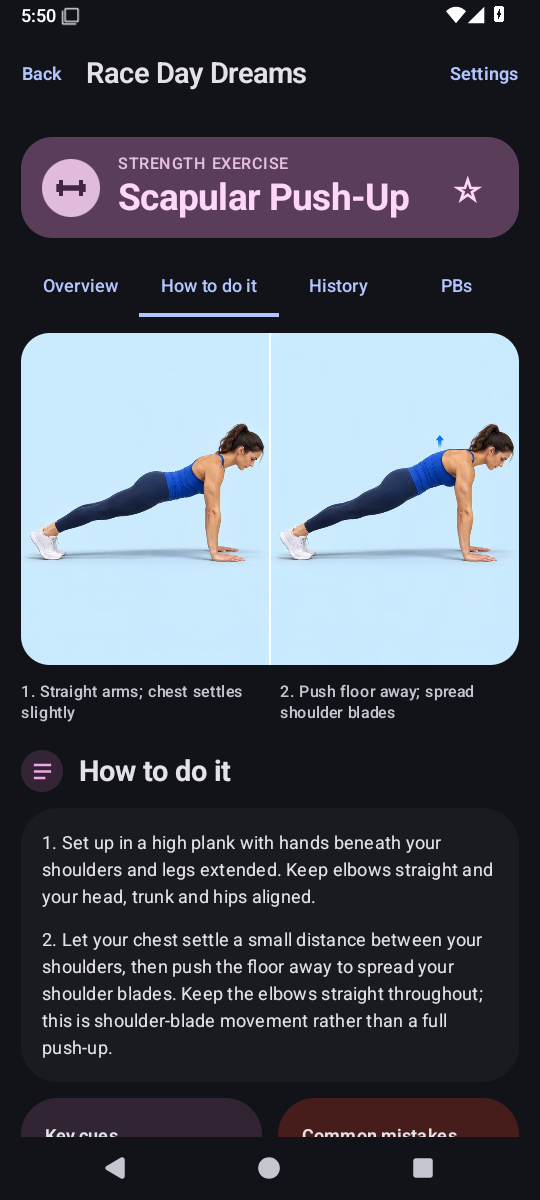 5:50
Back Race Day Dreams Settings
STRENGTH EXERCISE
Scapular Push-Up
Overview How to do it History PBs
1. Straight arms; chest settles
slightly
2. Push floor away; spread
shoulder blades
How to do it
1. Set up in a high plank with hands beneath your
shoulders and legs extended. Keep elbows straight and
your head, trunk and hips aligned.
2. Let your chest settle a small distance between your
shoulders, then push the floor away to spread your
shoulder blades. Keep the elbows straight throughout;
this is shoulder-blade movement rather than a full
push-up.
Key cues Common mistakes